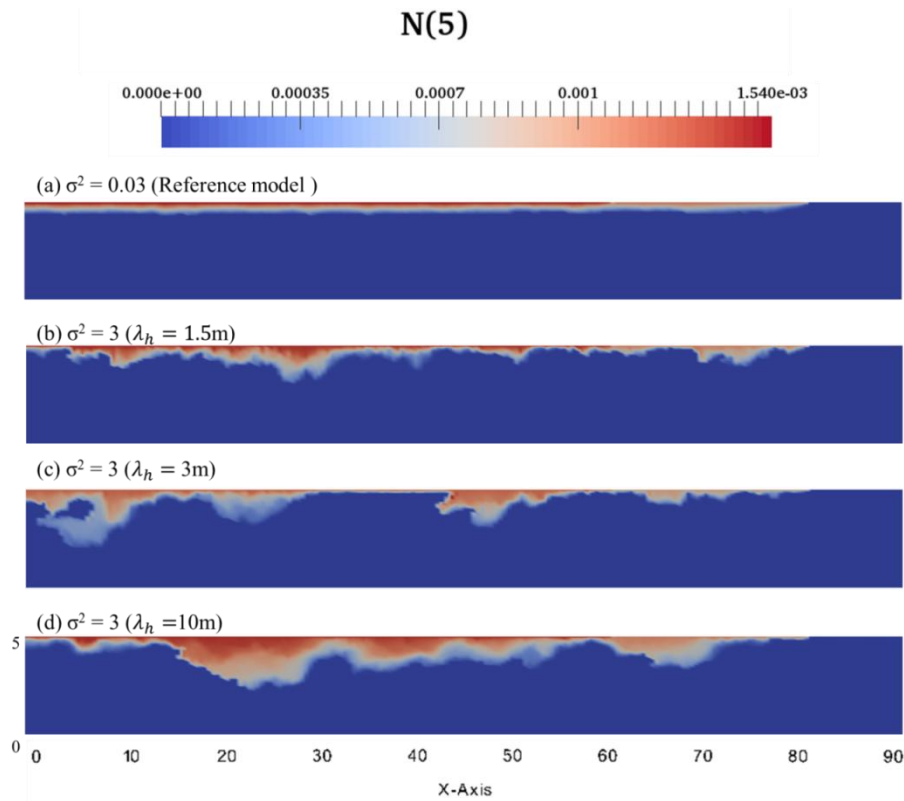 N(5)
0.000e+00 0.00035 0.0007 0.001 1.540e-03
(a) σ² = 0.03 (Reference model )
(b) σ² = 3 (λₕ = 1.5m)
(c) σ² = 3 (λₕ = 3m)
(d) σ² = 3 (λₕ =10m)
5
0
0 10 20 30 40 50 60 70 80 90
X-Axis